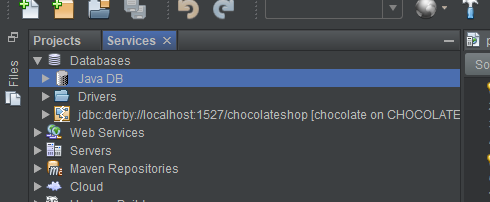 Projects Services
Files
Databases
Java DB
Drivers
jdbc:derby://localhost:1527/chocolateshop [chocolate on CHOCOLATE
Web Services
Servers
Maven Repositories
Cloud
So